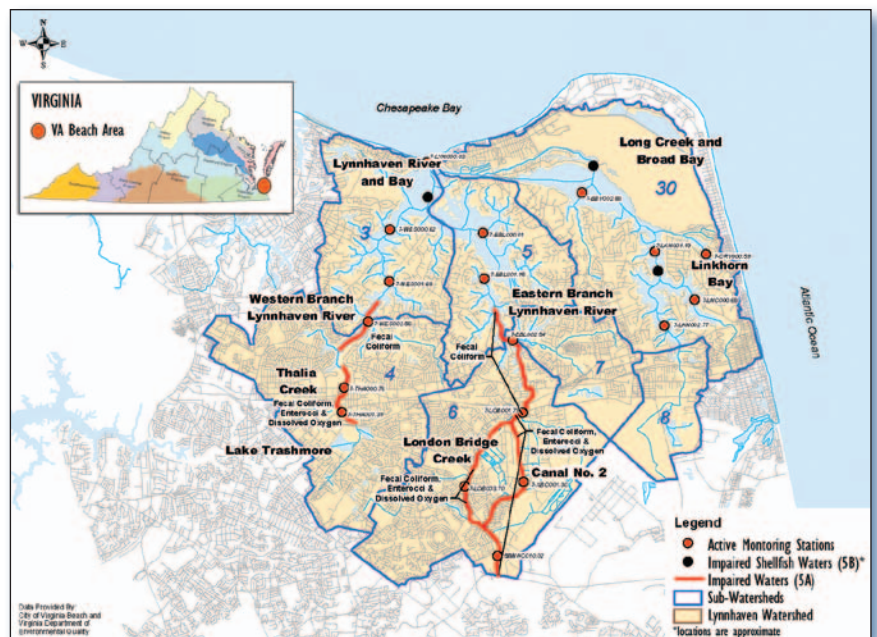 N
W E
S
VIRGINIA
VA Beach Area
Chesapeake Bay
Long Creek and
Broad Bay
30
Lynnhaven River
and Bay
3
5
Linkhorn
Bay
Western Branch
Lynnhaven River
Eastern Branch
Lynnhaven River
Atlantic Ocean
Fecal
Coliform
Fecal
Coliform
7
4
Thalia
Creek
Fecal Coliform,
Enterocci &
Dissolved Oxygen
6
8
Fecal Coliform,
Enterocci &
Dissolved Oxygen
London Bridge
Creek
Lake Trashmore
Canal No. 2
Fecal Coliform,
Enterocci &
Dissolved Oxygen
Legend
Active Montoring Stations
Impaired Shellfish Waters (5B)*
Impaired Waters (5A)
Sub-Watersheds
Lynnhaven Watershed
*locations are approximate
Data Provided By:
City of Virginia Beach and
Virginia Department of
Environmental Quality